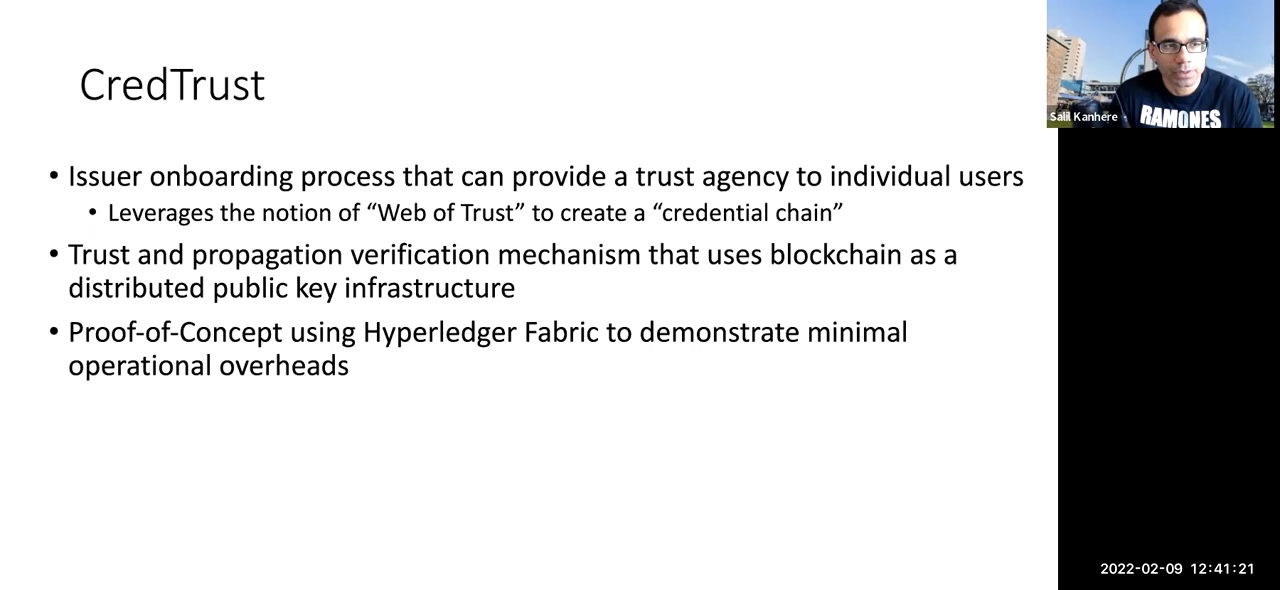 CredTrust
• Issuer onboarding process that can provide a trust agency to individual users
• Leverages the notion of “Web of Trust” to create a “credential chain”
• Trust and propagation verification mechanism that uses blockchain as a
distributed public key infrastructure
• Proof-of-Concept using Hyperledger Fabric to demonstrate minimal
operational overheads
RAMONES
Salil Kanhere
2022-02-09 12:41:21